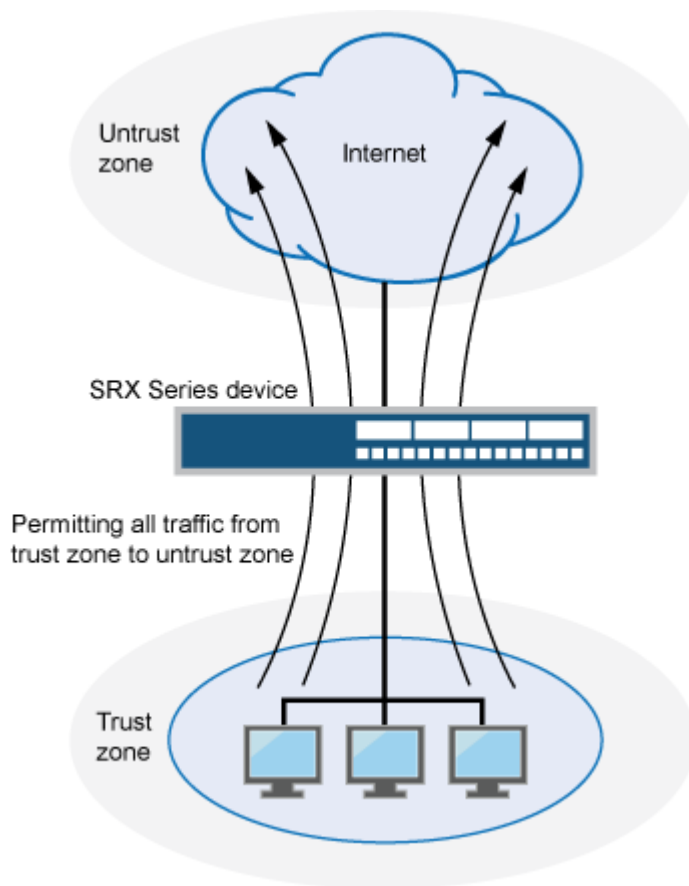 Untrust
zone
Internet
SRX Series device
Permitting all traffic from
trust zone to untrust zone
Trust
zone